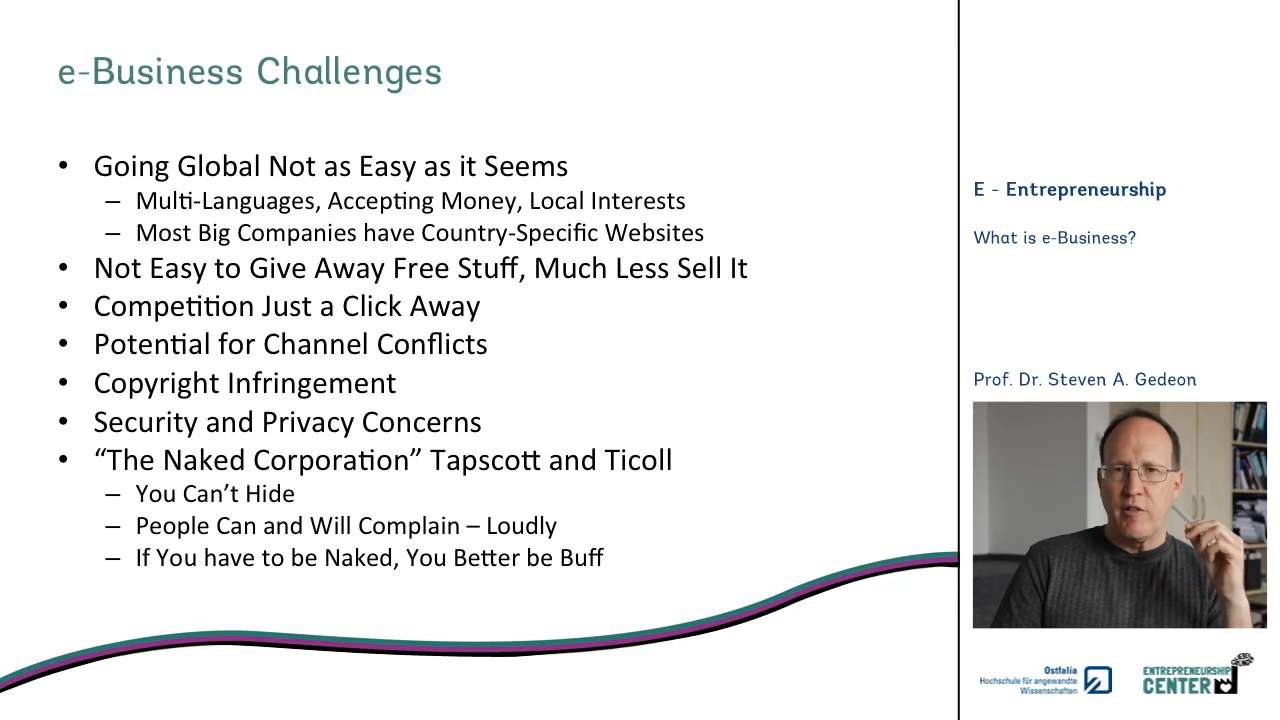 e-Business Challenges
• Going Global Not as Easy as it Seems
– Multi-Languages, Accepting Money, Local Interests
– Most Big Companies have Country-Specific Websites
• Not Easy to Give Away Free Stuff, Much Less Sell It
• Competition Just a Click Away
• Potential for Channel Conflicts
• Copyright Infringement
• Security and Privacy Concerns
• “The Naked Corporation” Tapscott and Ticoll
– You Can’t Hide
– People Can and Will Complain – Loudly
– If You have to be Naked, You Better be Buff
E - Entrepreneurship
What is e-Business?
Prof. Dr. Steven A. Gedeon
Ostfalia
Hochschule für angewandte
Wissenschaften
ENTREPRENEURSHIP
CENTER